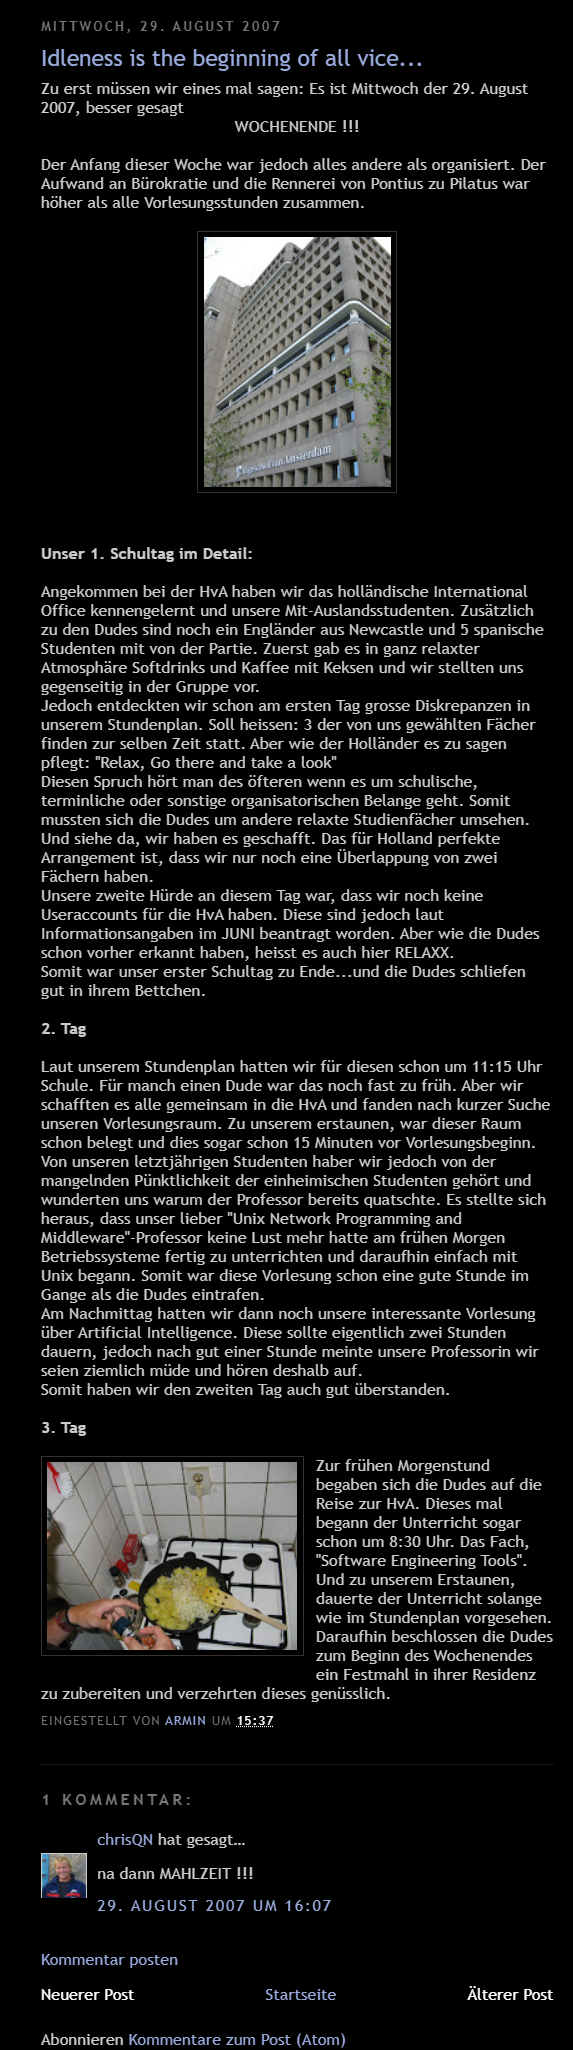 MITTWOCH, 29. AUGUST 2007
Idleness is the beginning of all vice...
Zu erst müssen wir eines mal sagen: Es ist Mittwoch der 29. August
2007, besser gesagt
WOCHENENDE !!!
Der Anfang dieser Woche war jedoch alles andere als organisiert. Der
Aufwand an Bürokratie und die Rennerei von Pontius zu Pilatus war
höher als alle Vorlesungsstunden zusammen.
Hogeschool van Amsterdam
Unser 1. Schultag im Detail:
Angekommen bei der HvA haben wir das holländische International
Office kennengelernt und unsere Mit-Auslandsstudenten. Zusätzlich
zu den Dudes sind noch ein Engländer aus Newcastle und 5 spanische
Studenten mit von der Partie. Zuerst gab es in ganz relaxter
Atmosphäre Softdrinks und Kaffee mit Keksen und wir stellten uns
gegenseitig in der Gruppe vor.
Jedoch entdeckten wir schon am ersten Tag grosse Diskrepanzen in
unserem Stundenplan. Soll heissen: 3 der von uns gewählten Fächer
finden zur selben Zeit statt. Aber wie der Holländer es zu sagen
pflegt: "Relax, Go there and take a look"
Diesen Spruch hört man des öfteren wenn es um schulische,
terminliche oder sonstige organisatorischen Belange geht. Somit
mussten sich die Dudes um andere relaxte Studienfächer umsehen.
Und siehe da, wir haben es geschafft. Das für Holland perfekte
Arrangement ist, dass wir nur noch eine Überlappung von zwei
Fächern haben.
Unsere zweite Hürde an diesem Tag war, dass wir noch keine
Useraccounts für die HvA haben. Diese sind jedoch laut
Informationsangaben im JUNI beantragt worden. Aber wie die Dudes
schon vorher erkannt haben, heisst es auch hier RELAXX.
Somit war unser erster Schultag zu Ende...und die Dudes schliefen
gut in ihrem Bettchen.
2. Tag
Laut unserem Stundenplan hatten wir für diesen schon um 11:15 Uhr
Schule. Für manch einen Dude war das noch fast zu früh. Aber wir
schafften es alle gemeinsam in die HvA und fanden nach kurzer Suche
unseren Vorlesungsraum. Zu unserem erstaunen, war dieser Raum
schon belegt und dies sogar schon 15 Minuten vor Vorlesungsbeginn.
Von unseren letztjährigen Studenten haber wir jedoch von der
mangelnden Pünktlichkeit der einheimischen Studenten gehört und
wunderten uns warum der Professor bereits quatschte. Es stellte sich
heraus, dass unser lieber "Unix Network Programming and
Middleware"-Professor keine Lust mehr hatte am frühen Morgen
Betriebssysteme fertig zu unterrichten und daraufhin einfach mit
Unix begann. Somit war diese Vorlesung schon eine gute Stunde im
Gange als die Dudes eintrafen.
Am Nachmittag hatten wir dann noch unsere interessante Vorlesung
über Artificial Intelligence. Diese sollte eigentlich zwei Stunden
dauern, jedoch nach gut einer Stunde meinte unsere Professorin wir
seien ziemlich müde und hören deshalb auf.
Somit haben wir den zweiten Tag auch gut überstanden.
3. Tag
Zur frühen Morgenstund
begaben sich die Dudes auf die
Reise zur HvA. Dieses mal
begann der Unterricht sogar
schon um 8:30 Uhr. Das Fach,
"Software Engineering Tools".
Und zu unserem Erstaunen,
dauerte der Unterricht solange
wie im Stundenplan vorgesehen.
Daraufhin beschlossen die Dudes
zum Beginn des Wochenendes
ein Festmahl in ihrer Residenz
zu zubereiten und verzehrten dieses genüsslich.
EINGESTELLT VON ARMIN UM 15:37
1 KOMMENTAR:
chrisQN hat gesagt...
na dann MAHLZEIT !!!
29. AUGUST 2007 UM 16:07
Kommentar posten
Neuerer Post Startseite Älterer Post
Abonnieren Kommentare zum Post (Atom)